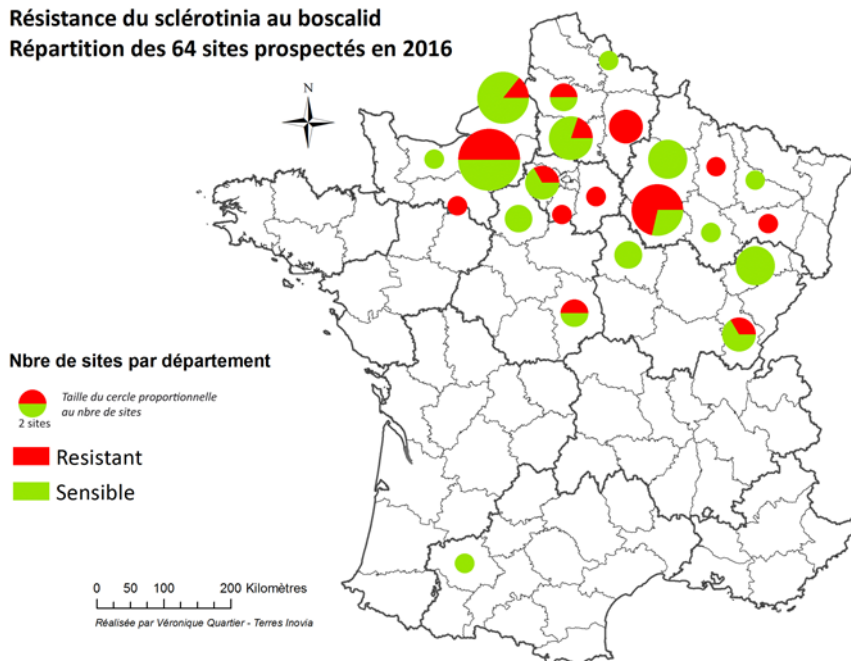 Résistance du sclérotinia au boscalid
Répartition des 64 sites prospectés en 2016
N
Nbre de sites par département
Taille du cercle proportionnelle
au nbre de sites
2 sites
Resistant
Sensible
0 50 100 200 Kilomètres
Réalisée par Véronique Quartier - Terres Inovia